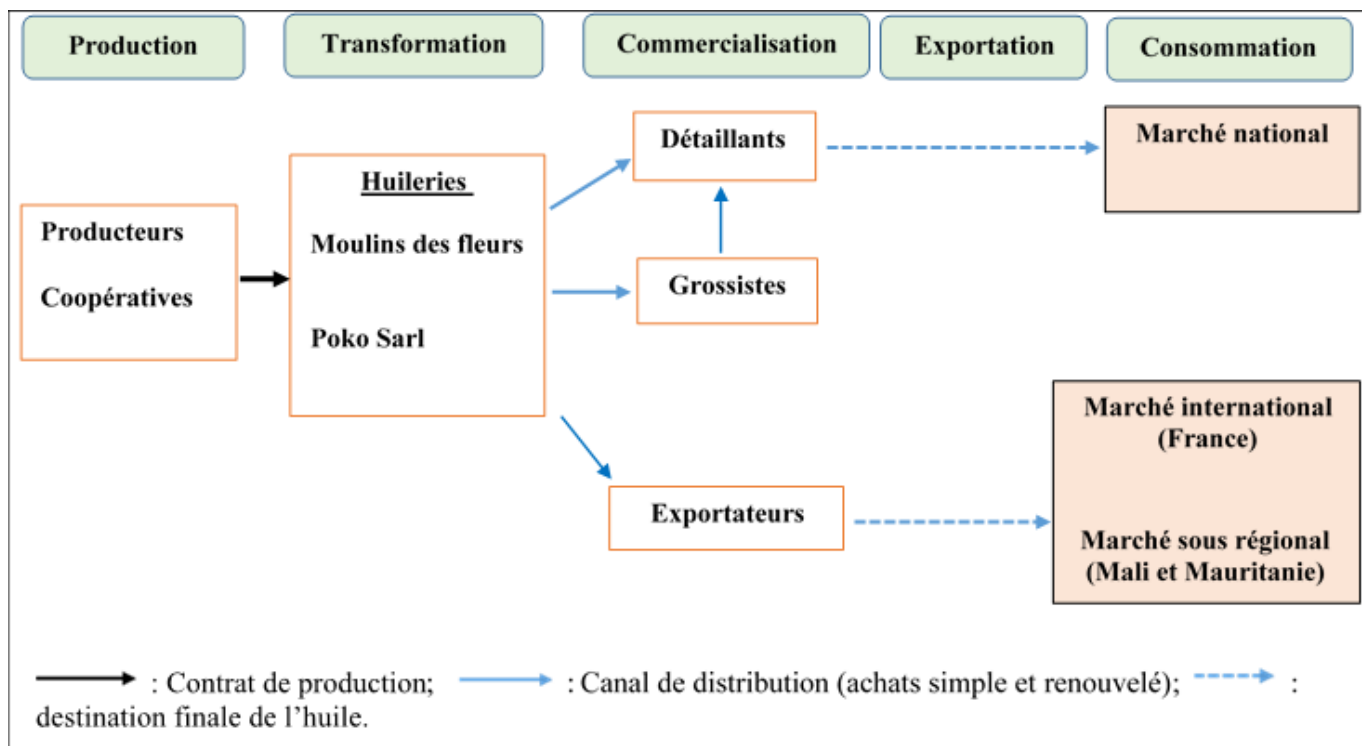 Production
Transformation
Commercialisation
Exportation
Consommation
Détaillants
Marché national
Huileries
Producteurs
Moulins des fleurs
Coopératives
Grossistes
Poko Sarl
Marché international
(France)
Exportateurs
Marché sous régional
(Mali et Mauritanie)
: Contrat de production; : Canal de distribution (achats simple et renouvelé); :
destination finale de l’huile.